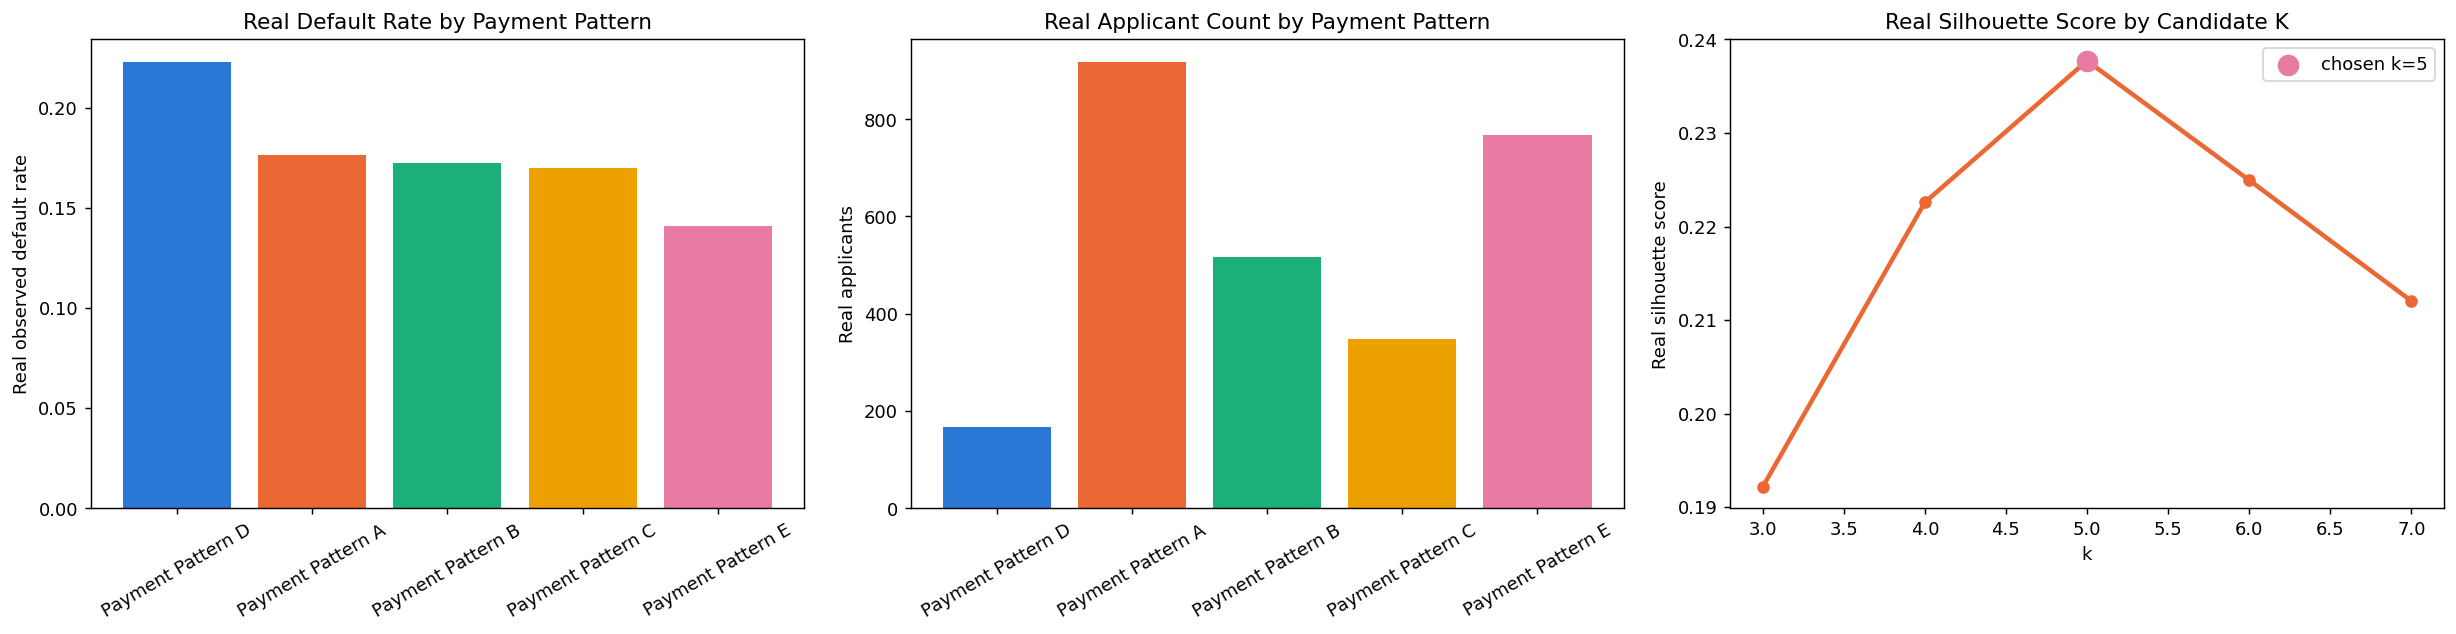 Real Default Rate by Payment Pattern
Real observed default rate
0.20
0.15
0.10
0.05
0.00
Payment Pattern D
Payment Pattern A
Payment Pattern B
Payment Pattern C
Payment Pattern E
Real Applicant Count by Payment Pattern
Real applicants
800
600
400
200
0
Payment Pattern D
Payment Pattern A
Payment Pattern B
Payment Pattern C
Payment Pattern E
Real Silhouette Score by Candidate K
chosen k=5
Real silhouette score
0.24
0.23
0.22
0.21
0.20
0.19
3.0 3.5 4.0 4.5 5.0 5.5 6.0 6.5 7.0
k